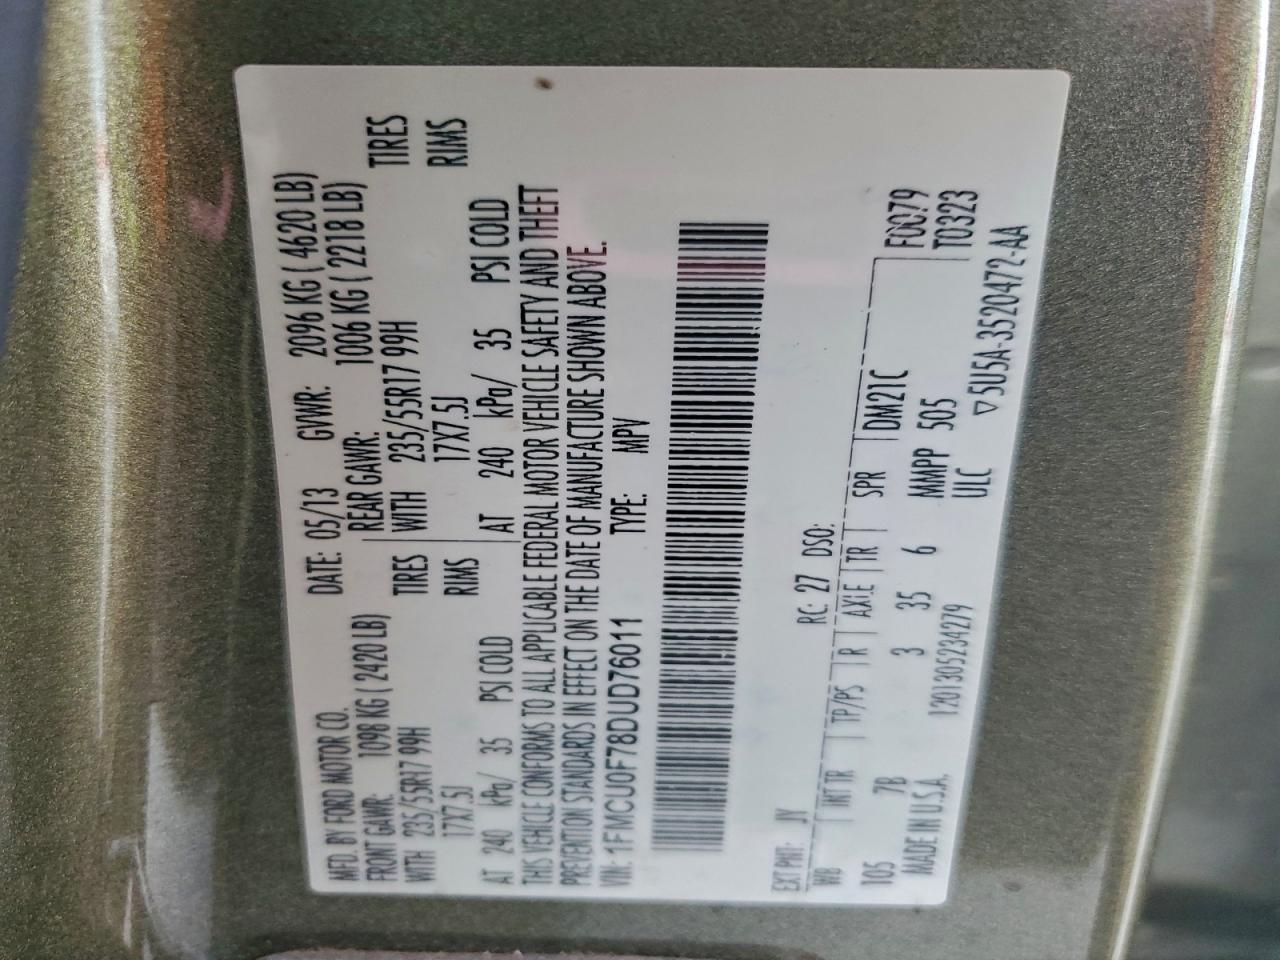 MFD. BY FORD MOTOR CO.
DATE: 05/13 GVWR: 2096 KG ( 4620 LB)
FRONT GAWR: 1098 KG ( 2420 LB)
REAR GAWR: 1006 KG ( 2218 LB)
WITH 235/55R17 99H TIRES
WITH 235/55R17 99H TIRES
17X7.5J RIMS
17X7.5J RIMS
AT 240 kPa/ 35 PSI COLD
AT 240 kPa/ 35 PSI COLD
THIS VEHICLE CONFORMS TO ALL APPLICABLE FEDERAL MOTOR VEHICLE SAFETY AND THEFT
PREVENTION STANDARDS IN EFFECT ON THE DATE OF MANUFACTURE SHOWN ABOVE.
VIN: 1FMCU0F78DUD76011 TYPE: MPV
EXT PNT: JY RC: 27 DSO:
WB INT TR TP/PS R AXLE TR SPR DM21C F0079
105 7B 3 35 6 MMPP 505 T0323
MADE IN U.S.A. 1201305234279 ULC
▽5U5A-3520472-AA